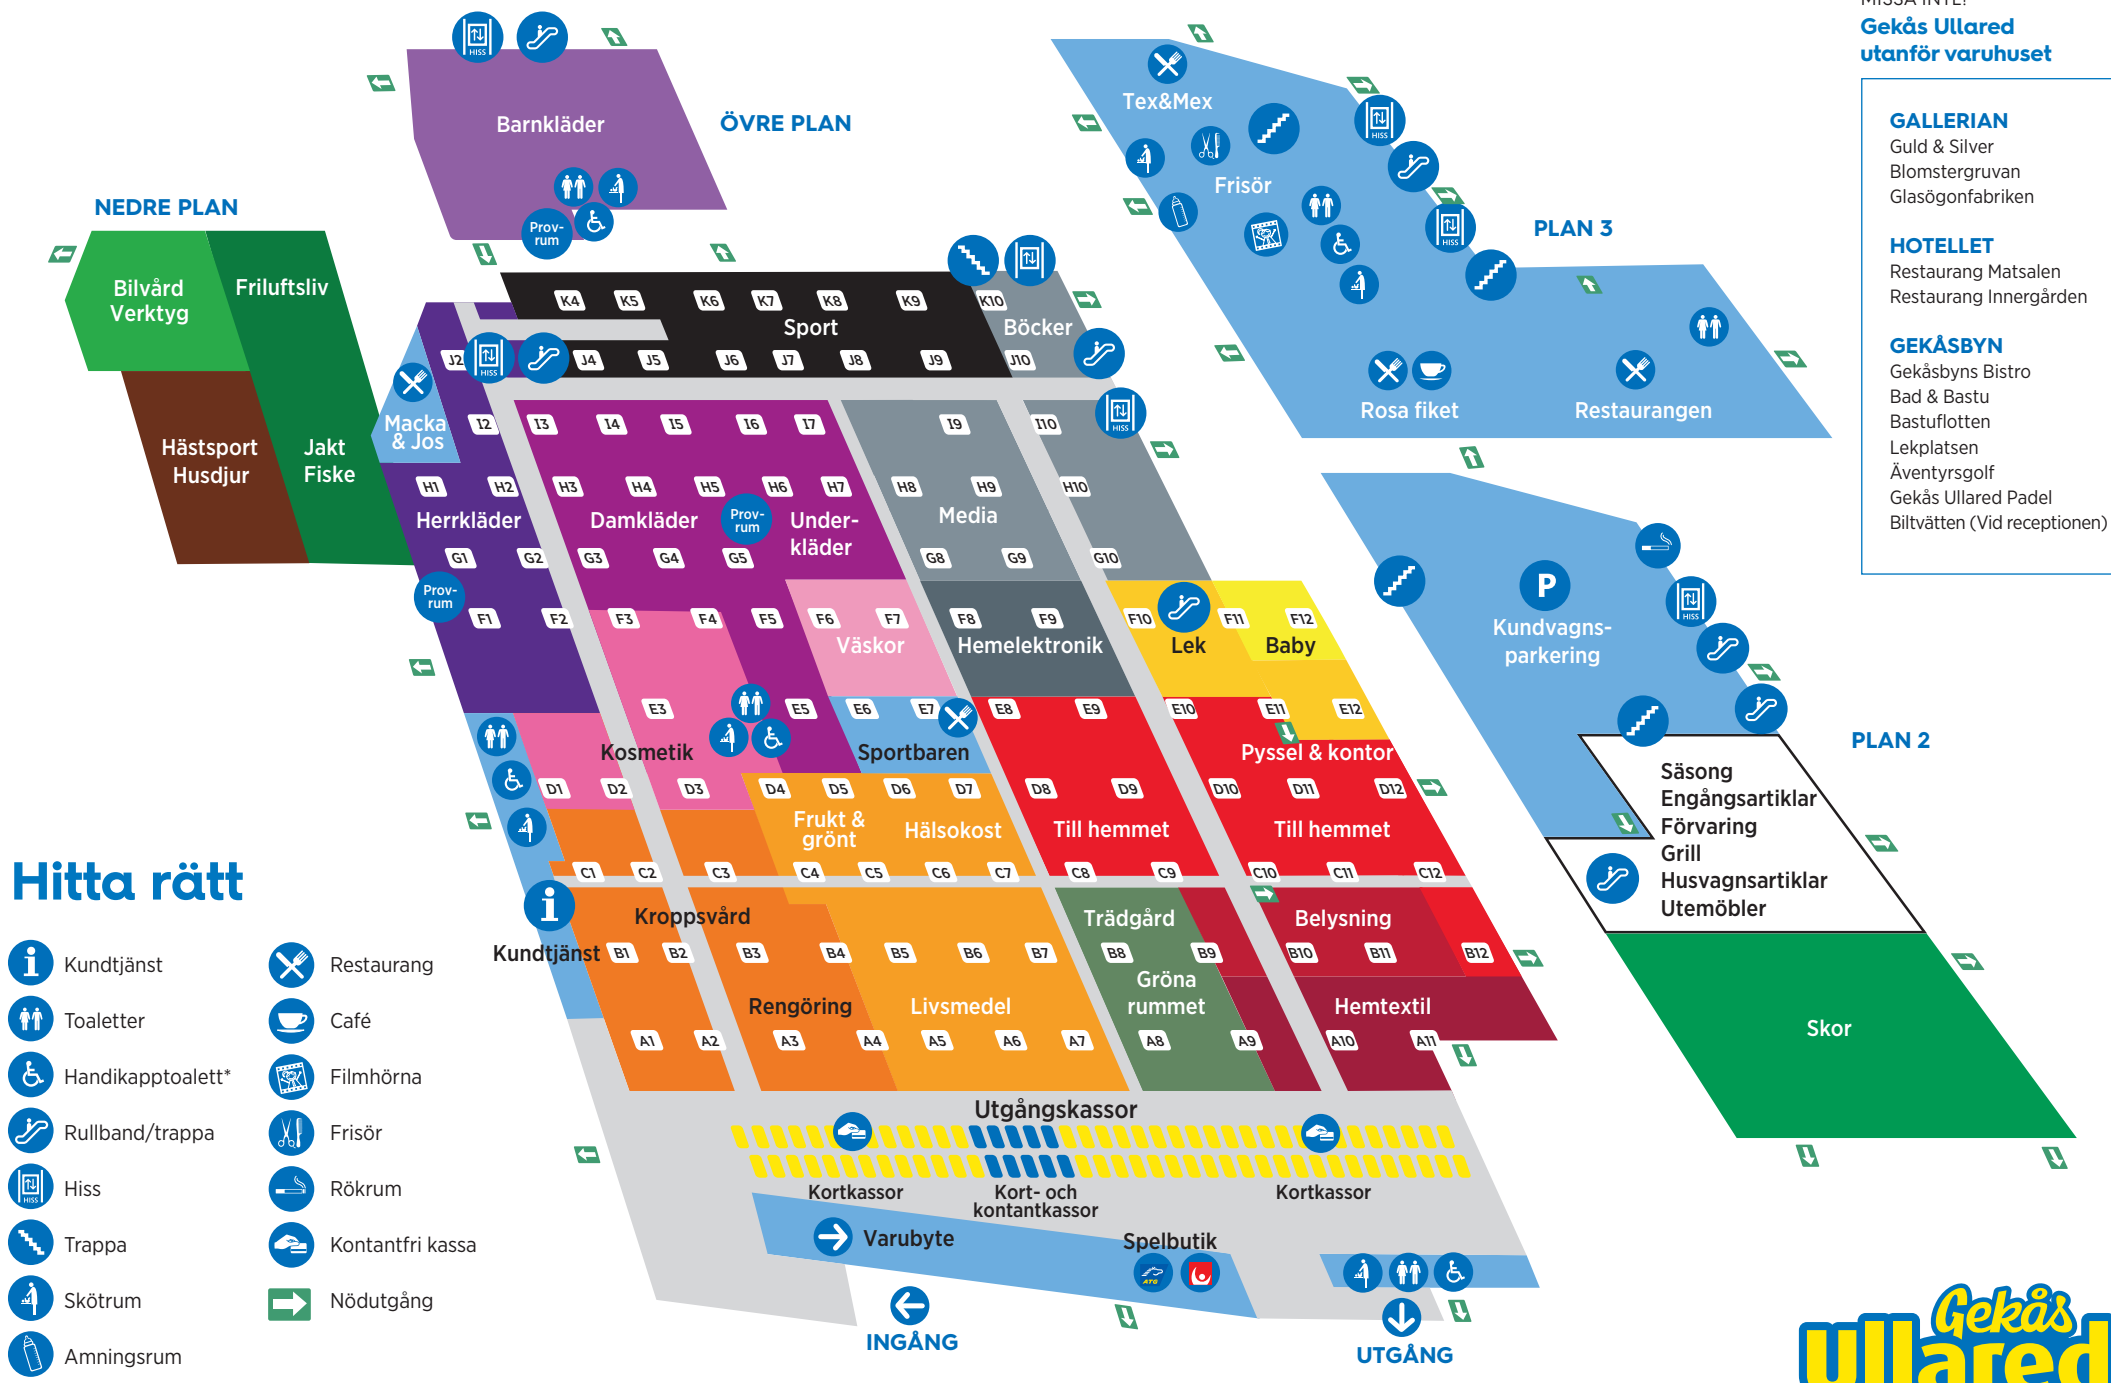 MISSA INTE!
Gekås Ullared
utanför varuhuset
GALLERIAN
Guld & Silver
Blomstergruvan
Glasögonfabriken
HOTELLET
Restaurang Matsalen
Restaurang Innergården
GEKÅSBYN
Gekåsbyns Bistro
Bad & Bastu
Bastuflotten
Lekplatsen
Äventyrsgolf
Gekås Ullared Padel
Biltvätten (Vid receptionen)
ÖVRE PLAN
HISS
Barnkläder
Prov-
rum
NEDRE PLAN
Bilvård
Verktyg
Friluftsliv
Hästsport
Husdjur
Jakt
Fiske
PLAN 3
Tex&Mex
HISS
Frisör
HISS
Rosa fiket
Restaurangen
PLAN 2
P
Kundvagns-
parkering
HISS
Säsong
Engångsartiklar
Förvaring
Grill
Husvagnsartiklar
Utemöbler
Skor
HISS
K4 K5 K6 K7 K8 K9 K10
Sport
Böcker
J2 J4 J5 J6 J7 J8 J9 J10
HISS
Macka
& Jos
HISS
I2 I3 I4 I5 I6 I7 I9 I10
H1 H2 H3 H4 H5 H6 H7 H8 H9 H10
Herrkläder
Damkläder
Prov-
rum
Under-
kläder
Media
G1 G2 G3 G4 G5 G8 G9 G10
Prov-
rum
F1 F2 F3 F4 F5 F6 F7 F8 F9 F10 F11 F12
Väskor
Hemelektronik
Lek
Baby
E3 E5 E6 E7 E8 E9 E10 E11 E12
Kosmetik
Sportbaren
Pyssel & kontor
D1 D2 D3 D4 D5 D6 D7 D8 D9 D10 D11 D12
Frukt &
grönt
Hälsokost
Till hemmet
Till hemmet
C1 C2 C3 C4 C5 C6 C7 C8 C9 C10 C11 C12
Kroppsvård
Trädgård
Belysning
Kundtjänst
B1 B2 B3 B4 B5 B6 B7 B8 B9 B10 B11 B12
Rengöring
Livsmedel
Gröna
rummet
Hemtextil
A1 A2 A3 A4 A5 A6 A7 A8 A9 A10 A11
Utgångskassor
Kortkassor
Kort- och
kontantkassor
Kortkassor
Varubyte
Spelbutik
ATG
INGÅNG
UTGÅNG
Hitta rätt
Kundtjänst
Toaletter
Handikapptoalett*
Rullband/trappa
HISS
Hiss
Trappa
Skötrum
Amningsrum
Restaurang
Café
Filmhörna
Frisör
Rökrum
Kontantfri kassa
Nödutgång
Gekås
Ullared